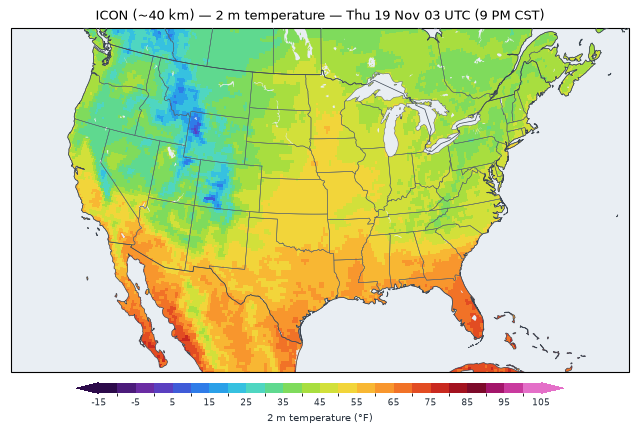 ICON (~40 km) — 2 m temperature — Thu 19 Nov 03 UTC (9 PM CST)
-15 -5 5 15 25 35 45 55 65 75 85 95 105
2 m temperature (°F)